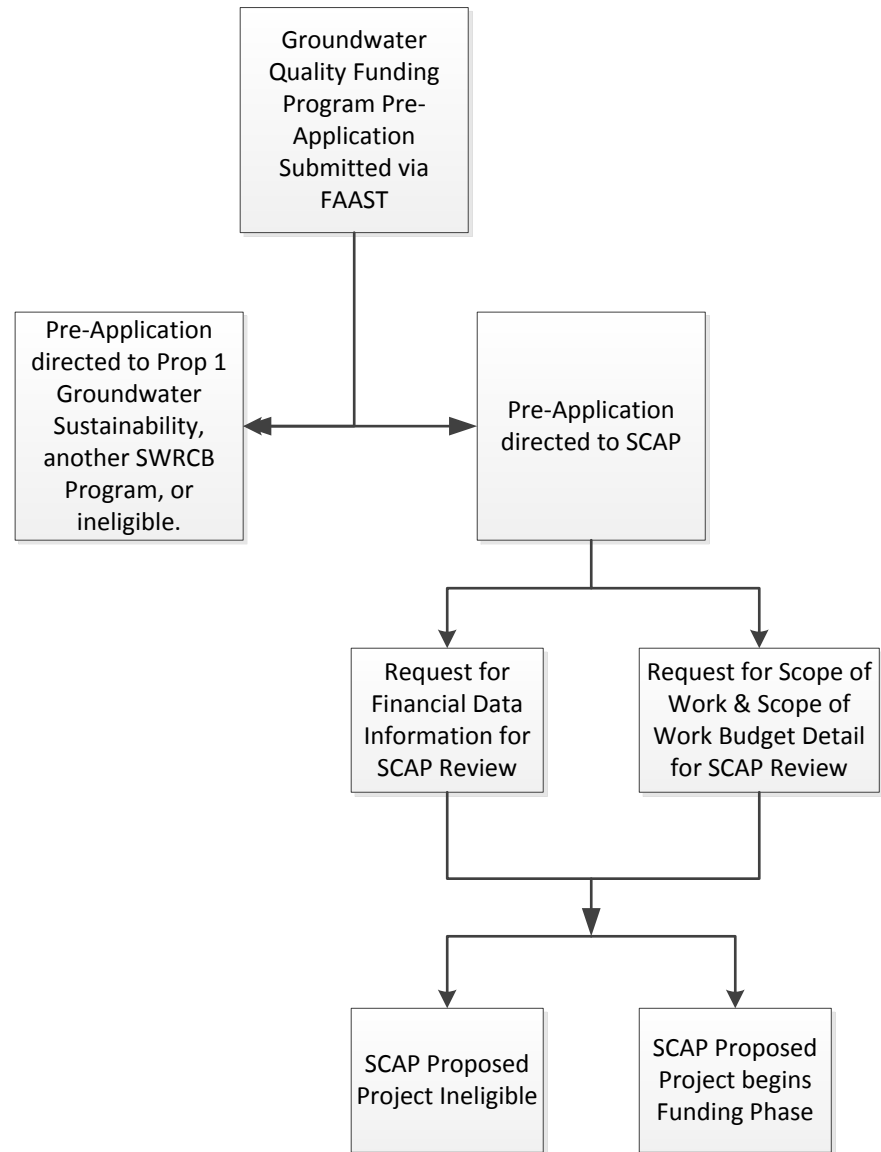 Groundwater
Quality Funding
Program Pre-
Application
Submitted via
FAAST
Pre-Application
directed to Prop 1
Groundwater
Sustainability,
another SWRCB
Program, or
ineligible.
Pre-Application
directed to SCAP
Request for
Financial Data
Information for
SCAP Review
Request for Scope of
Work & Scope of
Work Budget Detail
for SCAP Review
SCAP Proposed
Project Ineligible
SCAP Proposed
Project begins
Funding Phase